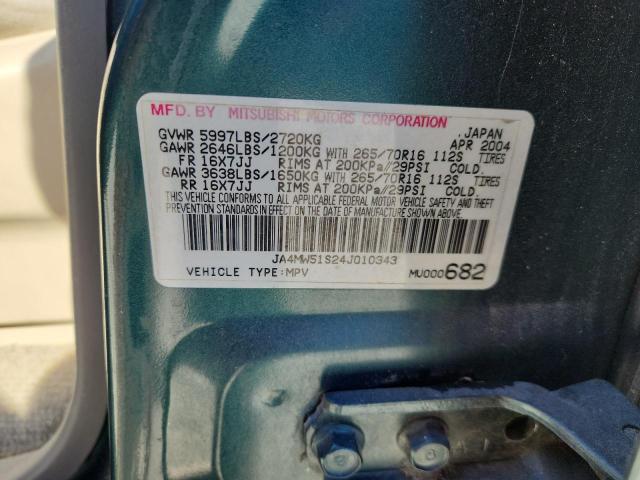 MFD. BY MITSUBISHI MOTORS CORPORATION
GVWR 5997LBS/2720KG , JAPAN APR 2004
GAWR 2646LBS/1200KG WITH 265/70R16 112S TIRES
FR 16X7JJ RIMS AT 200KPa//29PSI COLD.
GAWR 3638LBS/1650KG WITH 265/70R16 112S TIRES
RR 16X7JJ RIMS AT 200KPa//29PSI COLD.
THIS VEHICLE CONFORMS TO ALL APPLICABLE FEDERAL MOTOR VEHICLE SAFETY AND THEFT
PREVENTION STANDARDS IN EFFECT ON THE DATE OF MANUFACTURE SHOWN ABOVE.
JA4MW51S24J010343
VEHICLE TYPE:MPV MU000682